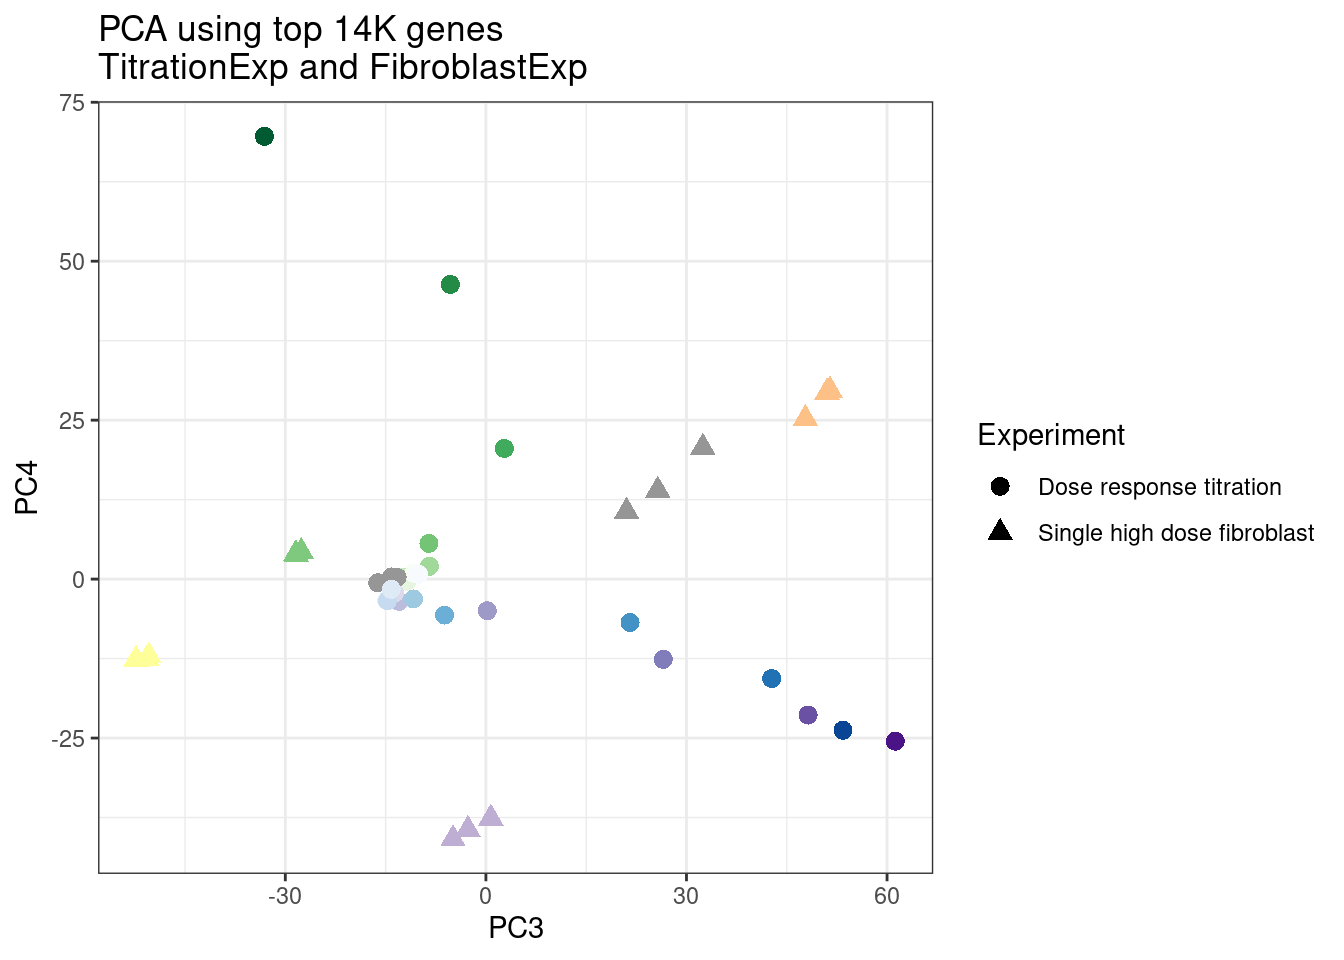 PCA using top 14K genes
TitrationExp and FibroblastExp
75
50
25
0
-25
PC4
-30
0
30
60
PC3
Experiment
Dose response titration
Single high dose fibroblast